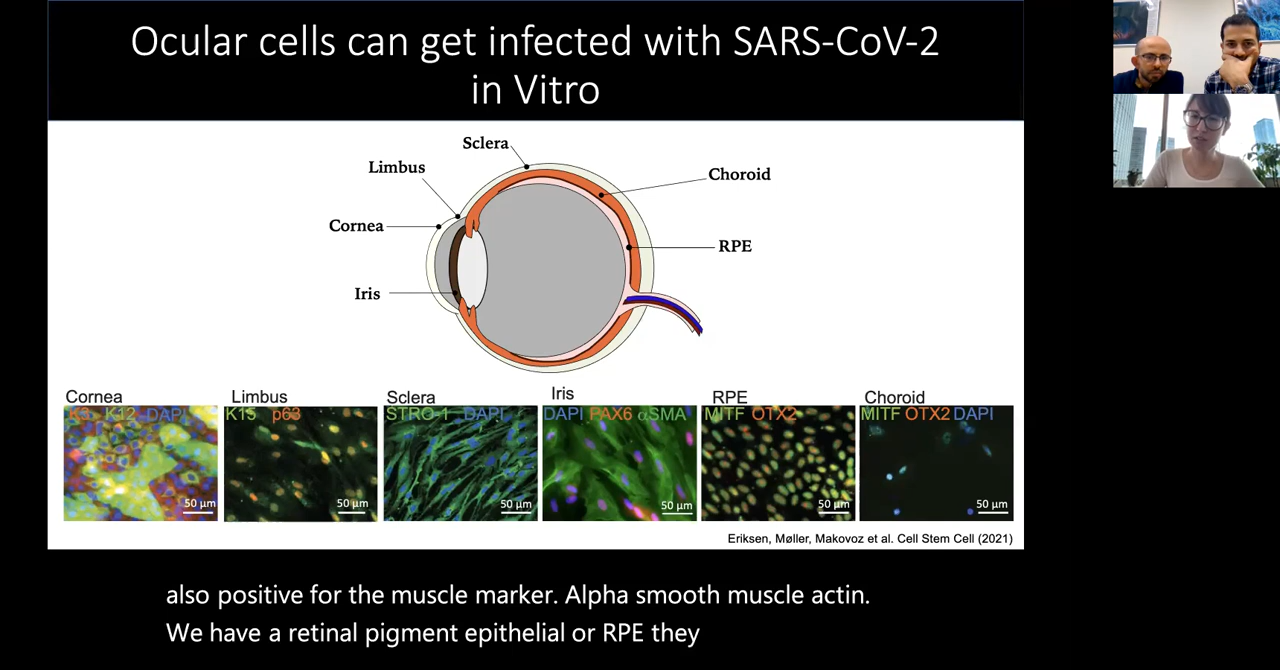 Ocular cells can get infected with SARS-CoV-2
in Vitro
Sclera
Limbus
Choroid
Cornea
RPE
Iris
Cornea
Limbus
Sclera
Iris
RPE
Choroid
K3 K12 DAPI
K15 p63
STRO-1 DAPI
DAPI PAX6 αSMA
MITF OTX2
MITF OTX2 DAPI
50 µm
50 µm
50 µm
50 µm
50 µm
50 µm
Eriksen, Møller, Makovoz et al. Cell Stem Cell (2021)
also positive for the muscle marker. Alpha smooth muscle actin.
We have a retinal pigment epithelial or RPE they